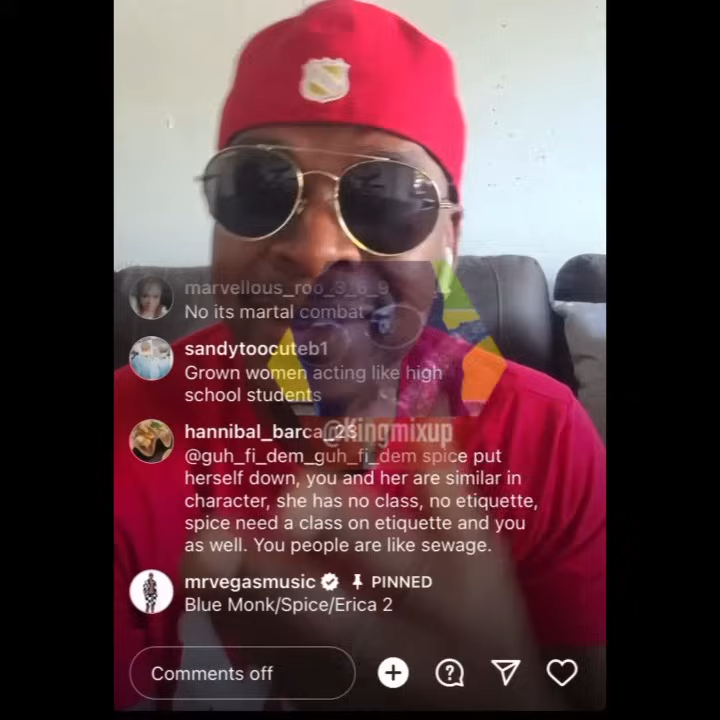 marvellous_roo_3_6_9
No its martal combat
sandytoocuteb1
Grown women acting like high
school students
hannibal_barca_23
@guh_fi_dem_guh_fi_dem spice put
herself down, you and her are similar in
character, she has no class, no etiquette,
spice need a class on etiquette and you
as well. You people are like sewage.
@Kingmixup
mrvegasmusic PINNED
Blue Monk/Spice/Erica 2
Comments off